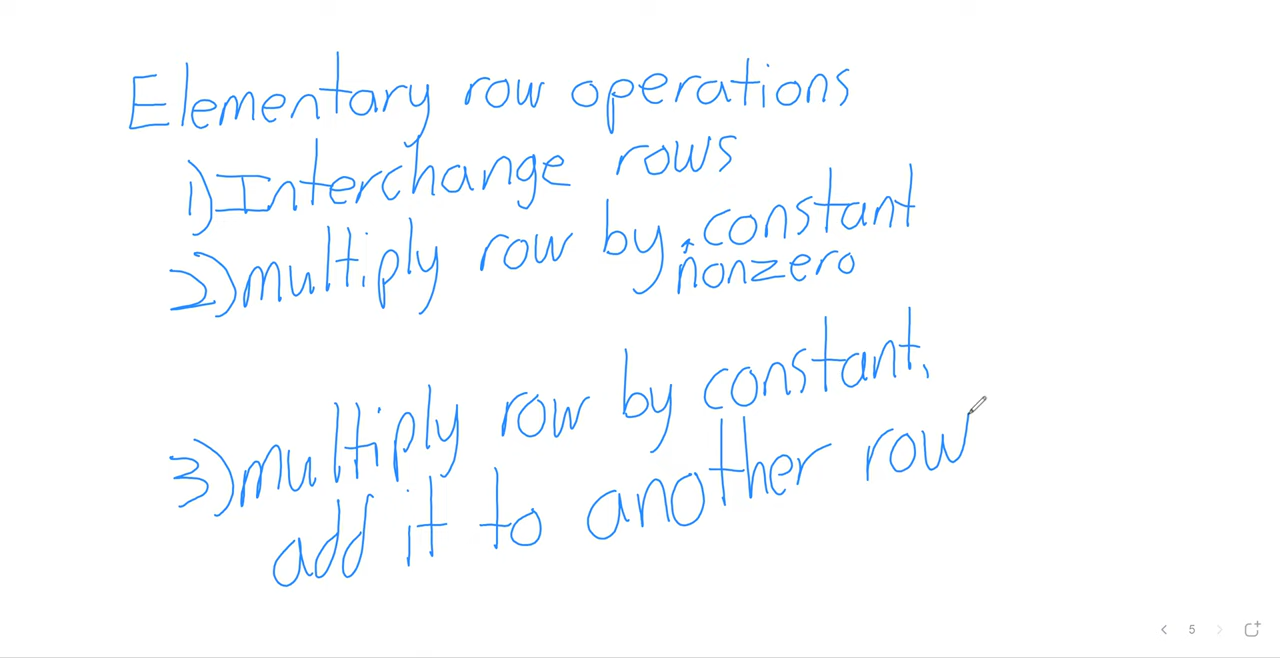 Elementary row operations
1) Interchange rows
2) multiply row by constant
nonzero
3) multiply row by constant,
add it to another row
5